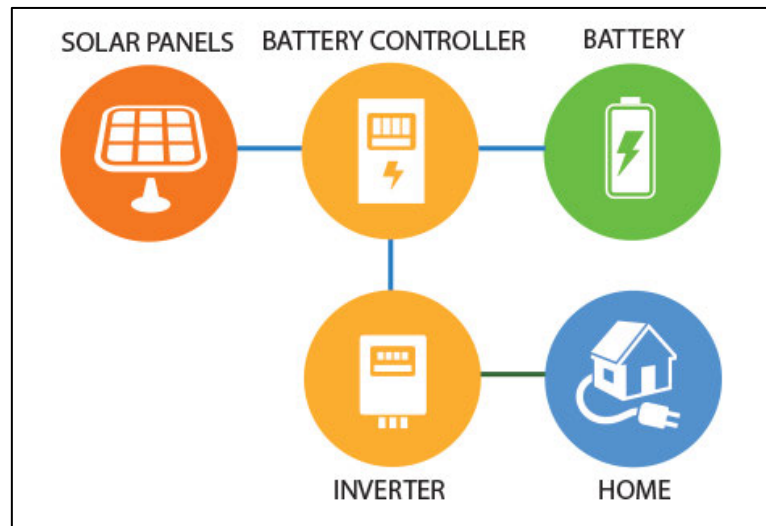 SOLAR PANELS
BATTERY CONTROLLER
BATTERY
INVERTER
HOME